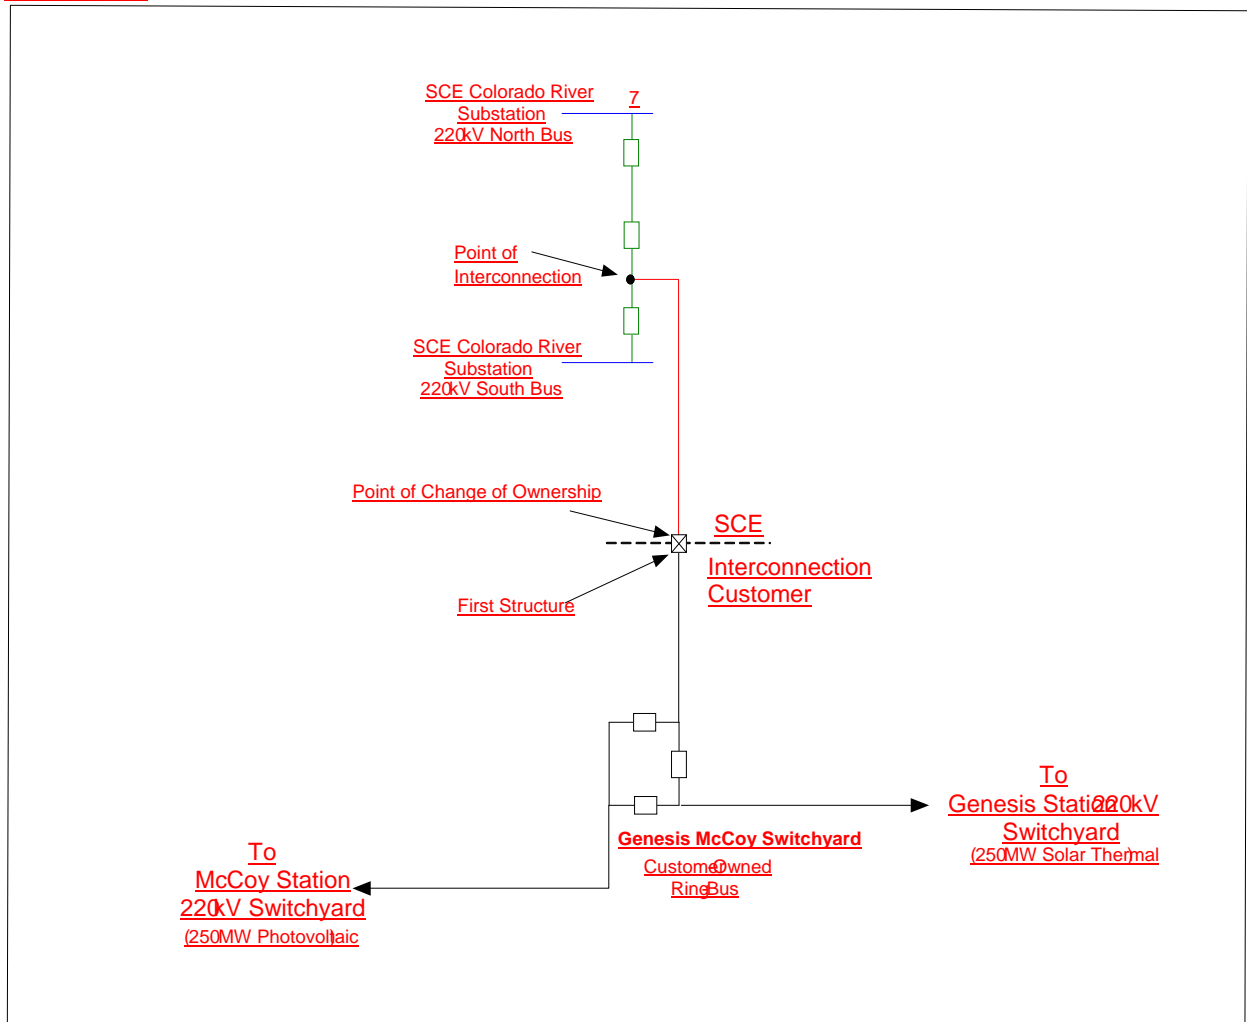 SCE Colorado River
Substation
220kV North Bus
7
Point of
Interconnection
SCE Colorado River
Substation
220kV South Bus
Point of Change of Ownership
SCE
Interconnection
Customer
First Structure
To
Genesis Station 220kV
Switchyard
(250MW Solar Thermal)
Genesis McCoy Switchyard
Customer Owned
Ring Bus
To
McCoy Station
220kV Switchyard
(250MW Photovoltaic)